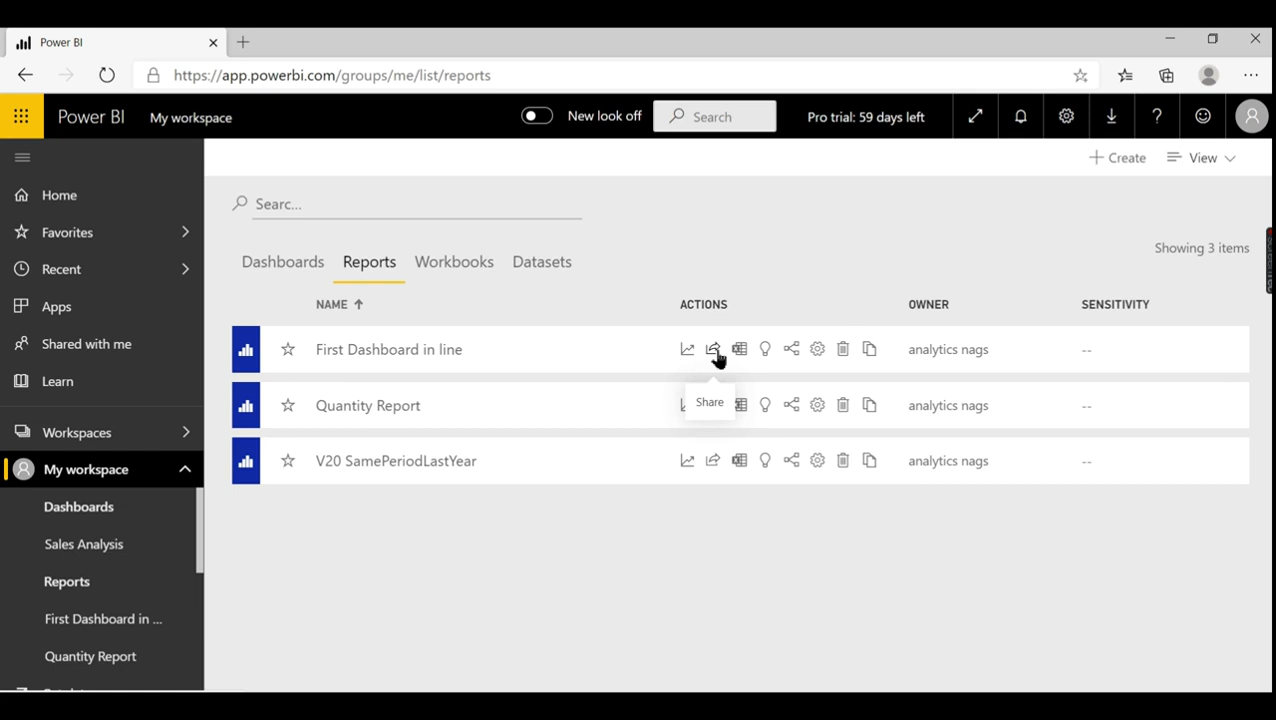 Power BI
https://app.powerbi.com/groups/me/list/reports
Power BI My workspace New look off Search Pro trial: 59 days left ?
Create View
Home
Favorites
Recent
Apps
Shared with me
Learn
Workspaces
My workspace
Dashboards
Sales Analysis
Reports
First Dashboard in ...
Quantity Report
Searc...
Showing 3 items
Dashboards Reports Workbooks Datasets
NAME ACTIONS OWNER SENSITIVITY
First Dashboard in line analytics nags --
Share
Quantity Report analytics nags --
V20 SamePeriodLastYear analytics nags --